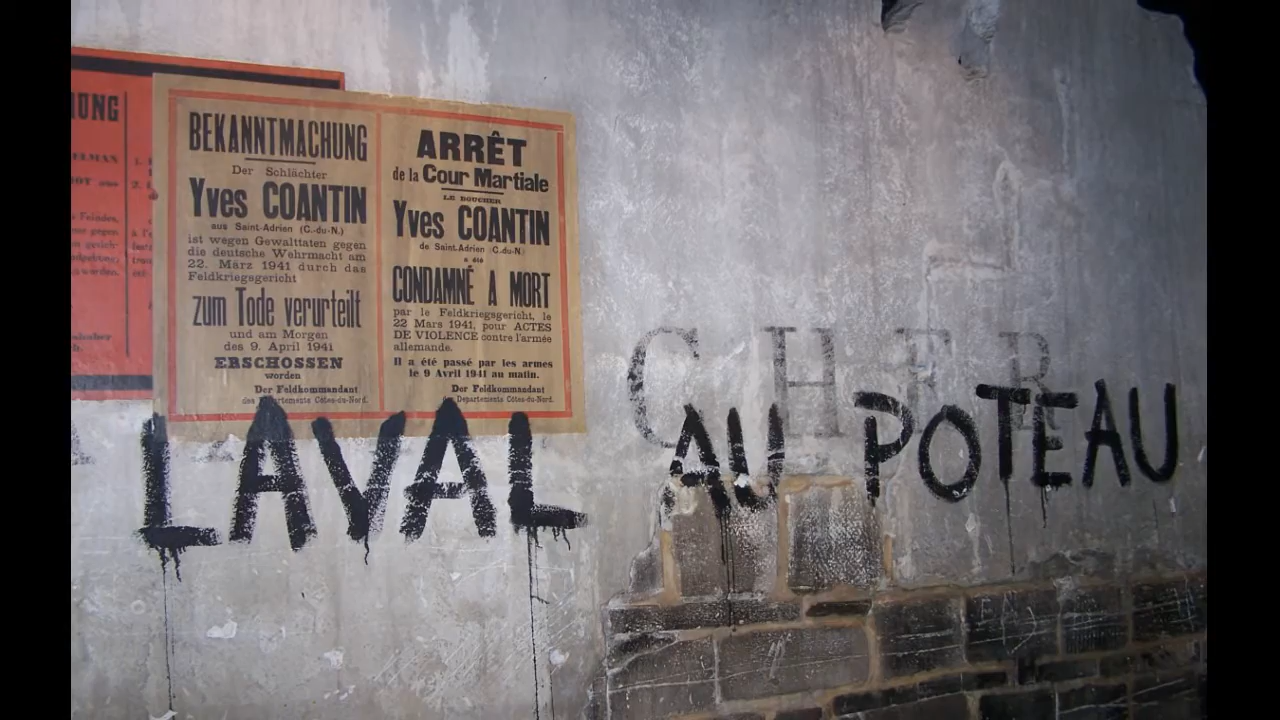 BEKANNTMACHUNG
Der Schlächter
Yves COANTIN
aus Saint-Adrien (C.-du-N.)
ist wegen Gewalttaten gegen
die deutsche Wehrmacht am
22. März 1941 durch das
Feldkriegsgericht
zum Tode verurteilt
und am Morgen
des 9. April 1941
ERSCHOSSEN
worden
Der Feldkommandant
des Departements Côtes-du-Nord.
ARRÊT
de la Cour Martiale
LE BOUCHER
Yves COANTIN
de Saint-Adrien (C.-du-N.)
a été
CONDAMNÉ A MORT
par le Feldkriegsgericht, le
22 Mars 1941, pour ACTES
DE VIOLENCE contre l'armée
allemande.
Il a été passé par les armes
le 9 Avril 1941 au matin.
Der Feldkommandant
des Departements Côtes-du-Nord.
CHER
LAVAL AU POTEAU